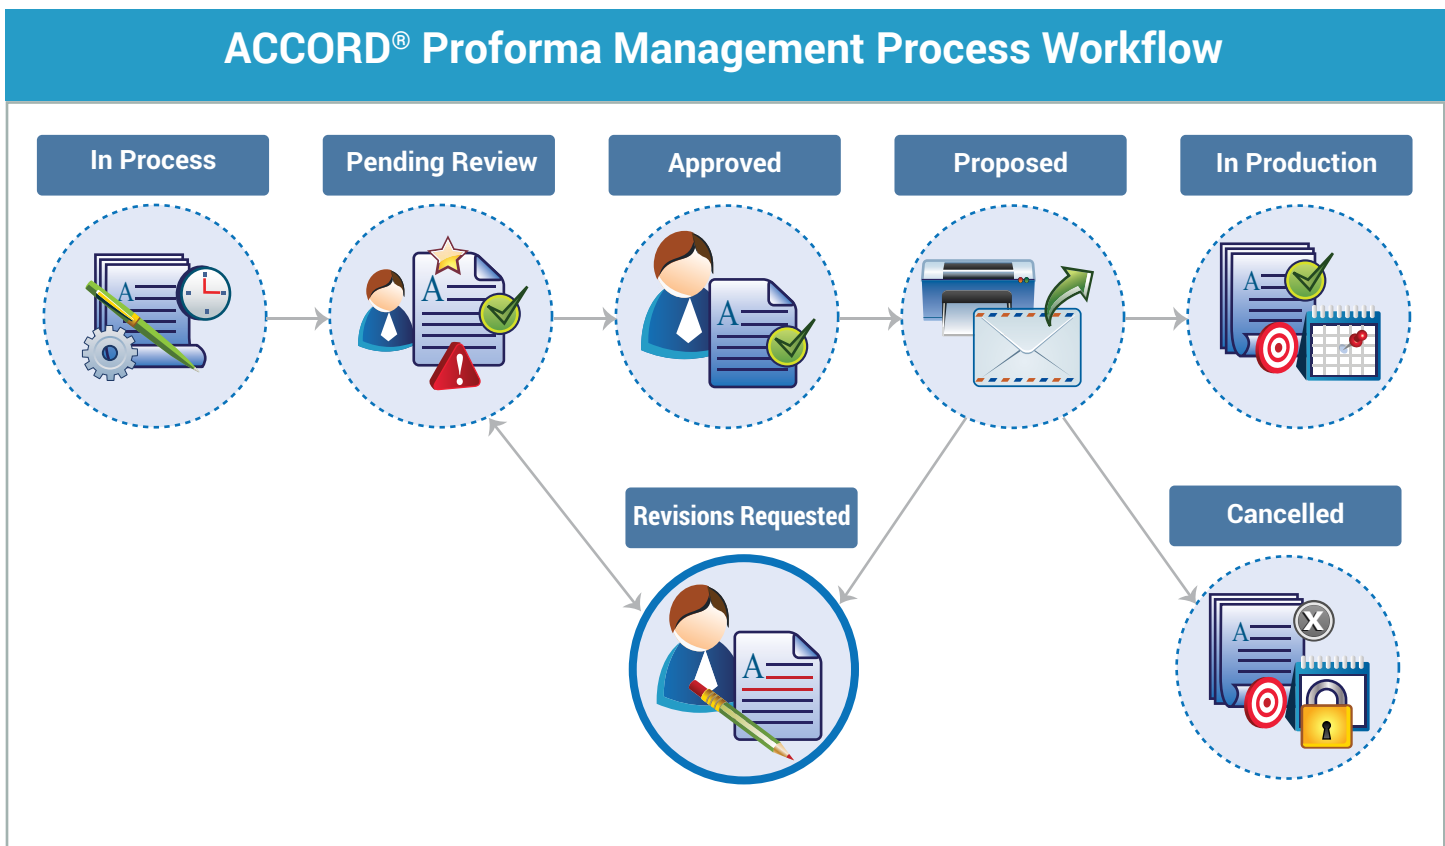 ACCORD® Proforma Management Process Workflow
In Process
Pending Review
Approved
Proposed
In Production
A
A
A
A
Revisions Requested
Cancelled
A
A
X